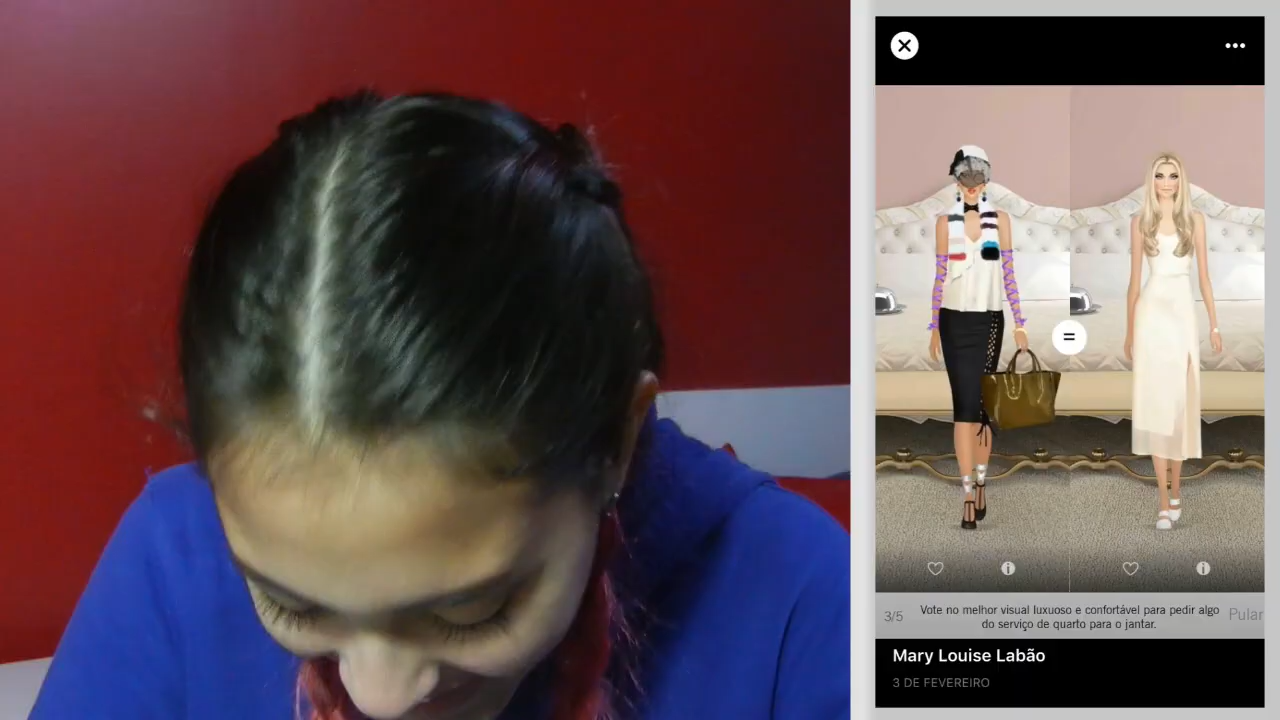 3/5
Vote no melhor visual luxuoso e confortável para pedir algo
do serviço de quarto para o jantar.
Pular
Mary Louise Labão
3 DE FEVEREIRO